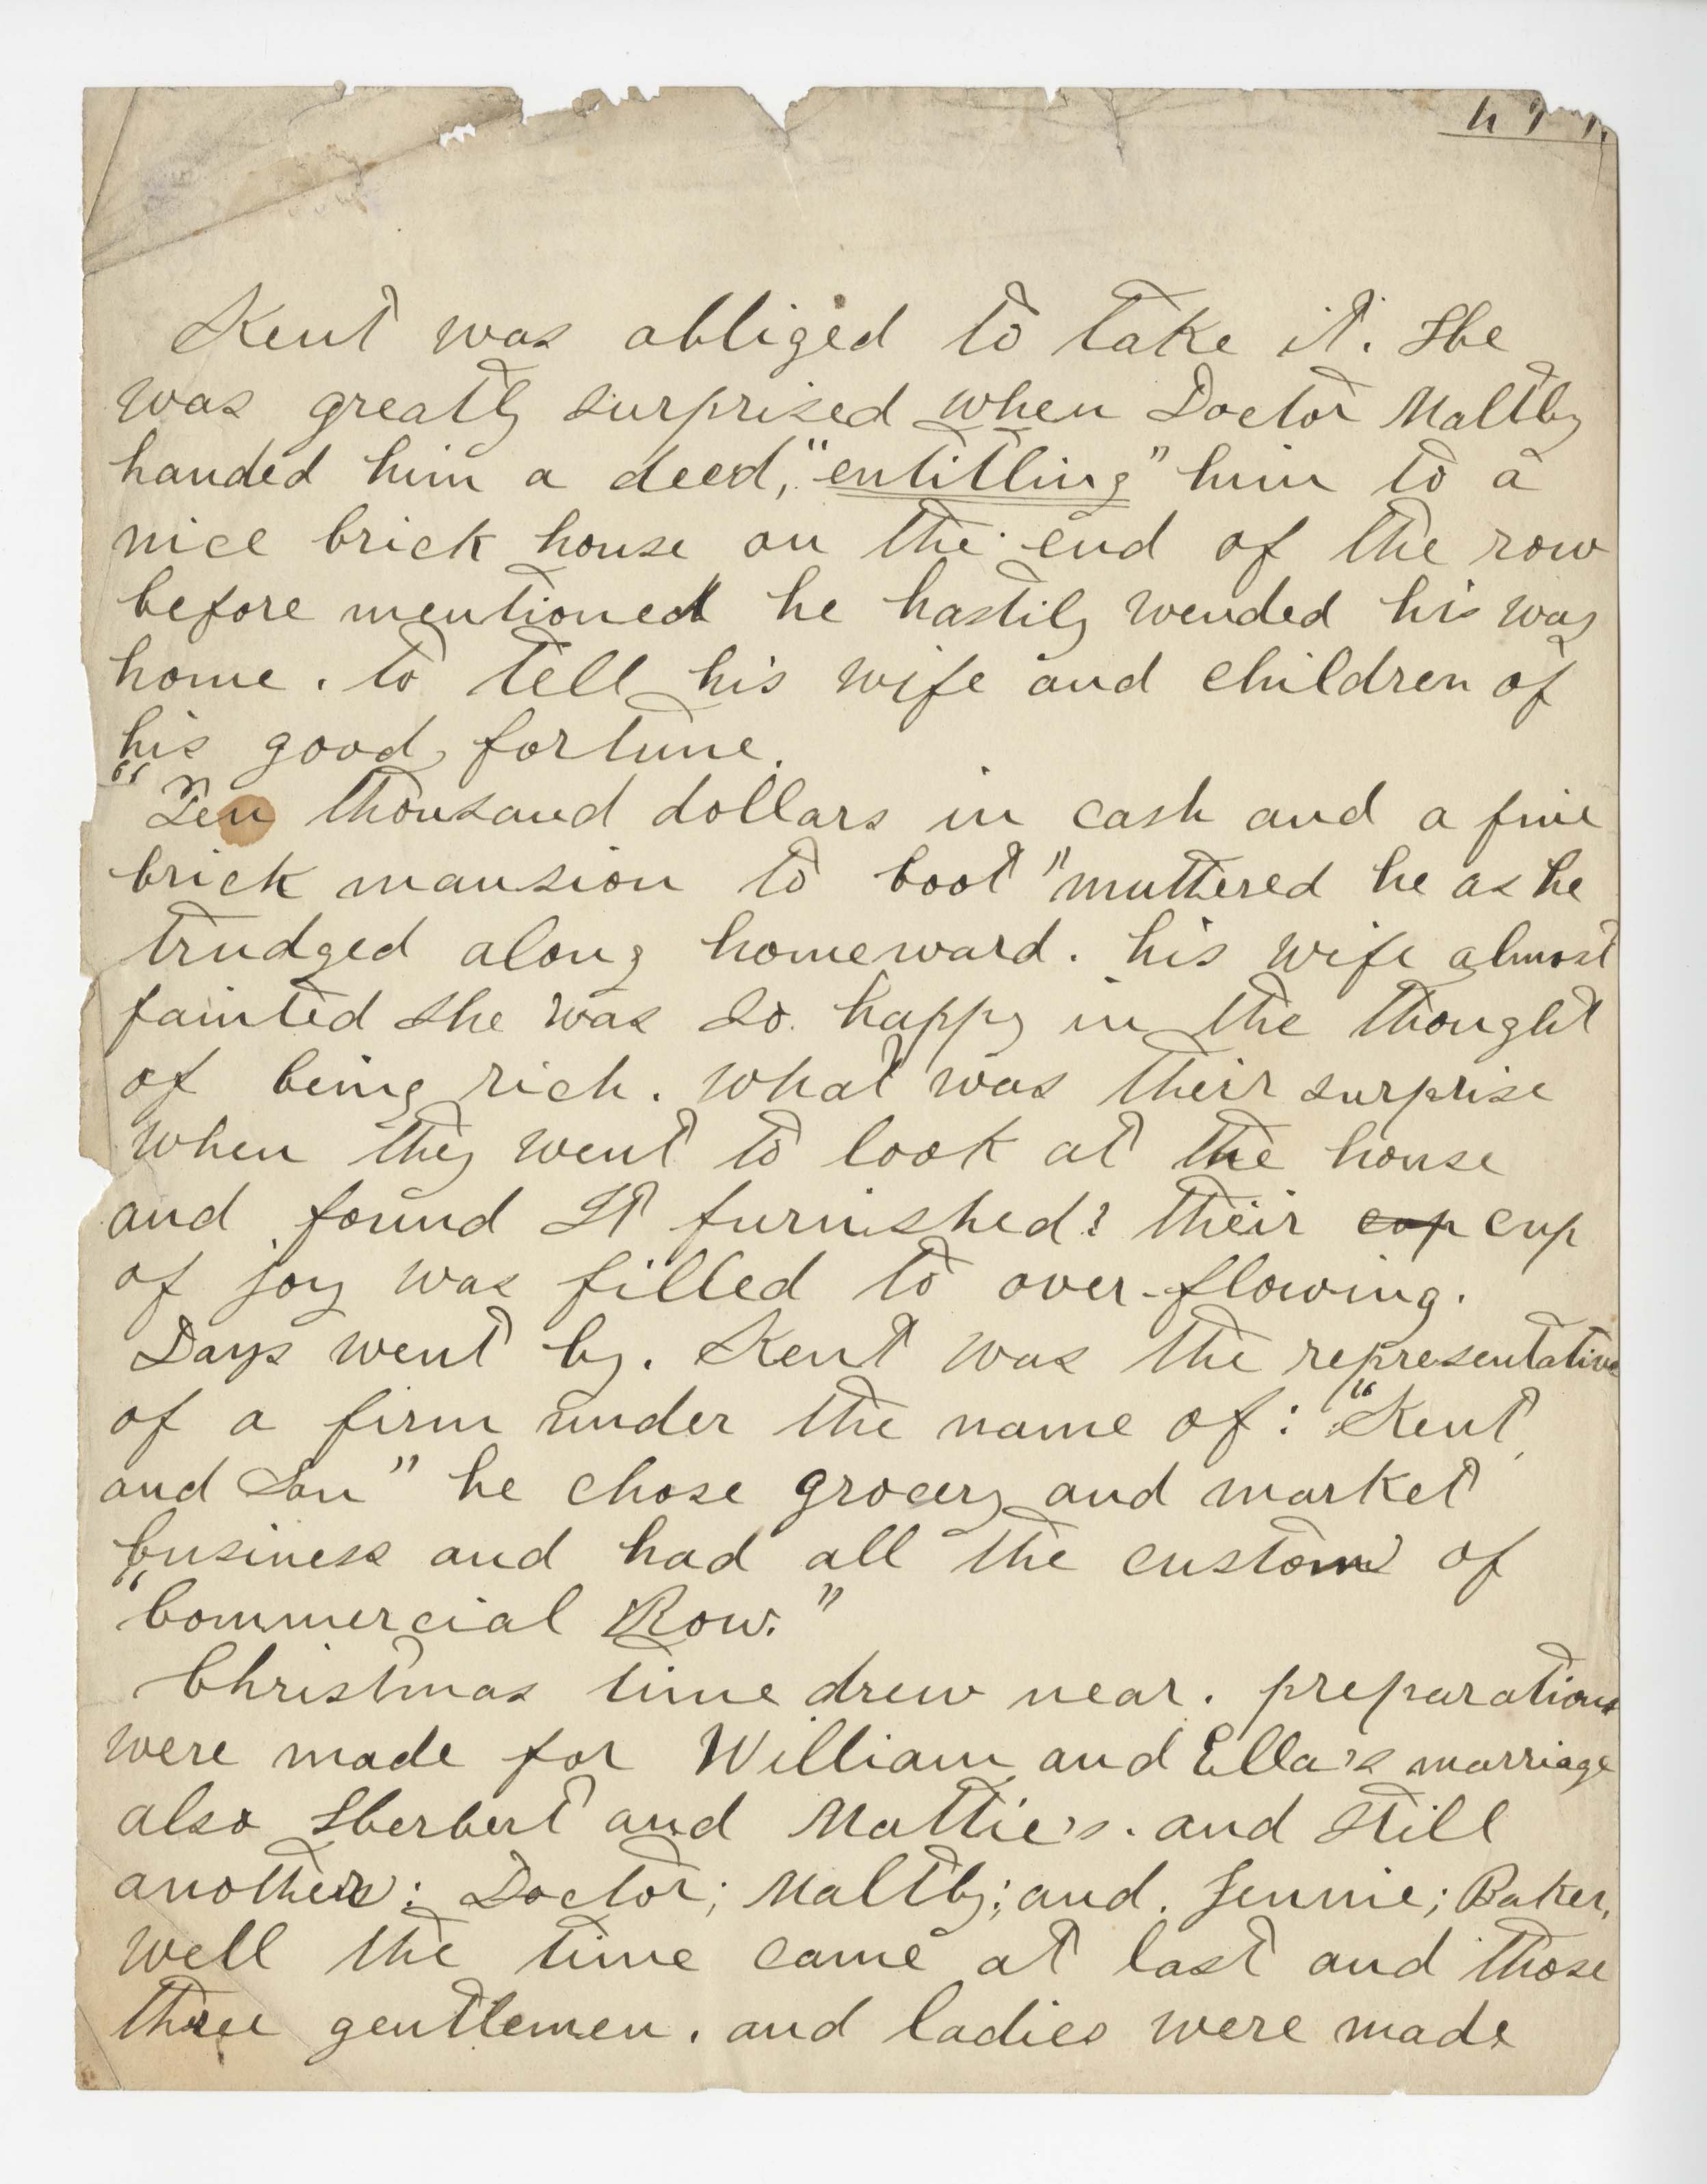 Kent was obliged to take it. He
was greatly surprised when Doctor Maltby
handed him a deed, "entitling" him to a
nice brick house on the end of the row
before mentioned he hastily wended his way
home. to tell his wife and children of
his good fortune.
"Ten thousand dollars in cash and a fine
brick mansion to boot" muttered he as he
trudged along homeward. his wife almost
fainted she was so happy in the thought
of being rich. what was their surprise
when they went to look at the house
and found It furnished? their cup cup
of joy was filled to over-flowing.
Days went by. Kent was the representative
of a firm under the name of: "Kent
and Son" he chose grocery and market
business and had all the custom of
"Commercial Row."
Christmas time drew near. preparations
were made for William and Ella's marriage
also Herbert and Mattie's. and still
another: Doctor; Maltby; and. Jennie; Baker.
well the time came at last and those
three gentlemen. and ladies were made